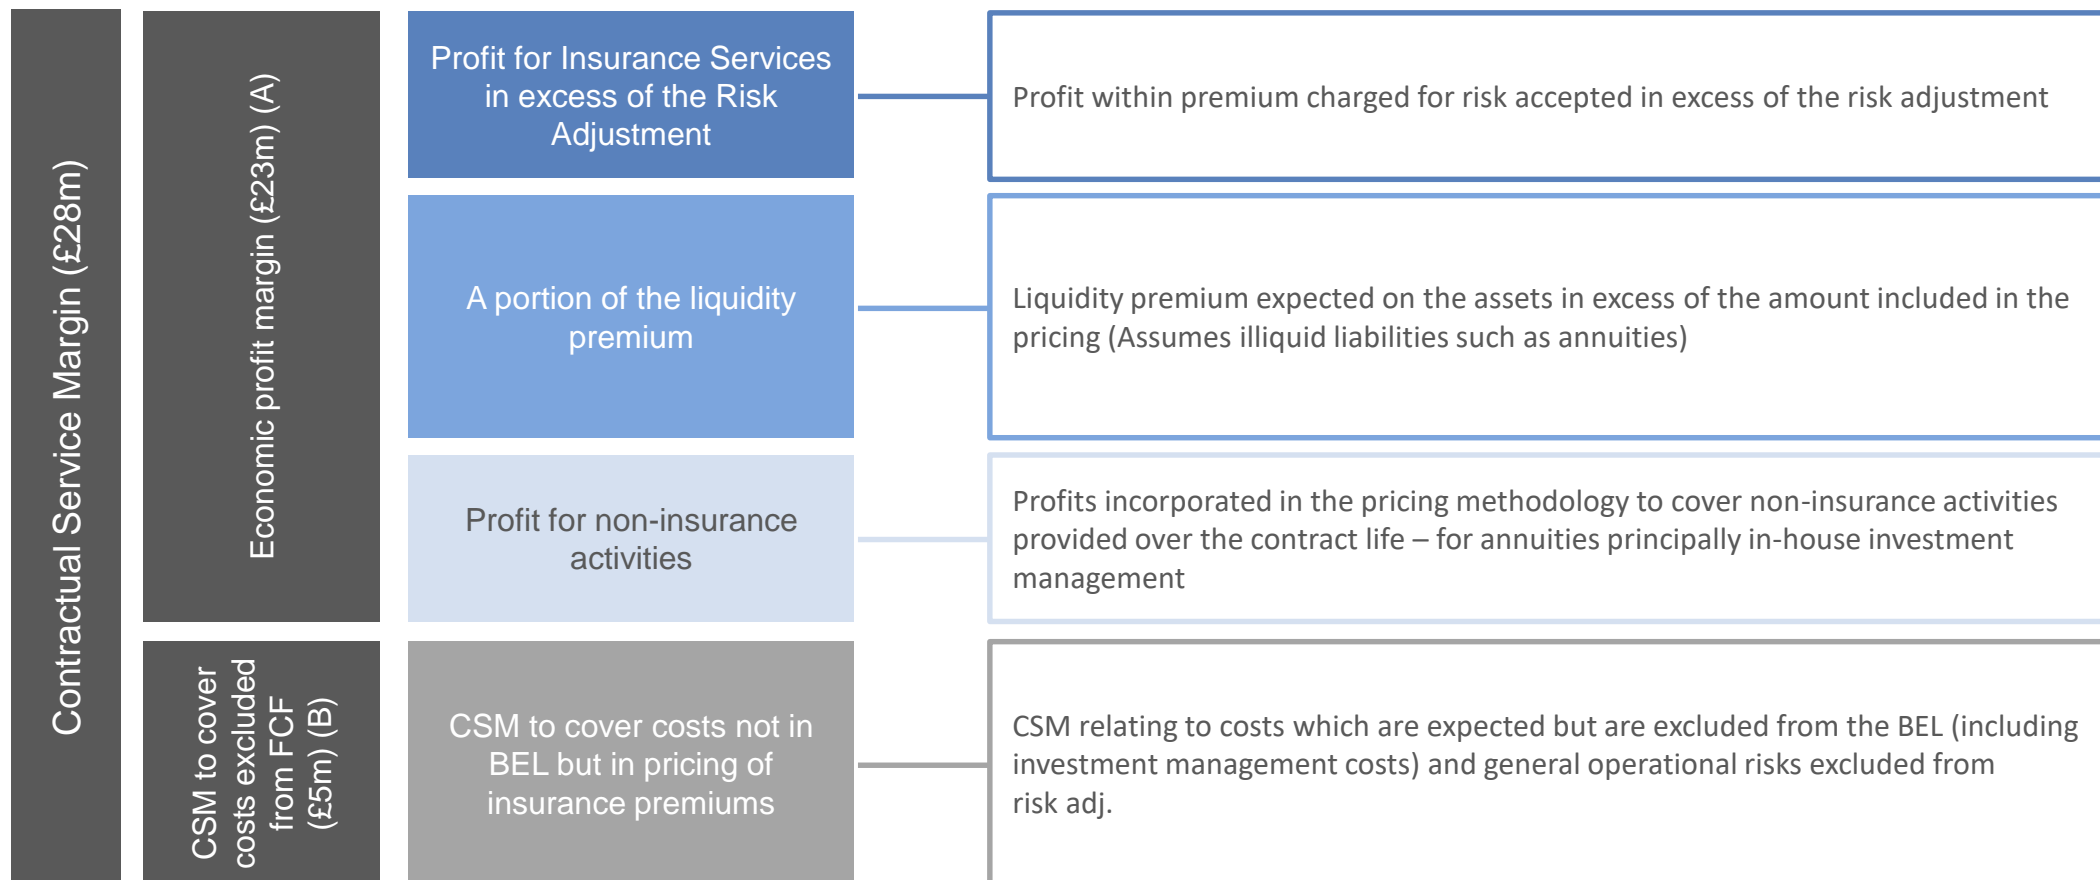 Contractual Service Margin (£28m)
Economic profit margin (£23m) (A)
Profit for Insurance Services
in excess of the Risk
Adjustment
Profit within premium charged for risk accepted in excess of the risk adjustment
A portion of the liquidity
premium
Liquidity premium expected on the assets in excess of the amount included in the
pricing (Assumes illiquid liabilities such as annuities)
Profit for non-insurance
activities
Profits incorporated in the pricing methodology to cover non-insurance activities
provided over the contract life – for annuities principally in-house investment
management
CSM to cover
costs excluded
from FCF
(£5m) (B)
CSM to cover costs not in
BEL but in pricing of
insurance premiums
CSM relating to costs which are expected but are excluded from the BEL (including
investment management costs) and general operational risks excluded from
risk adj.